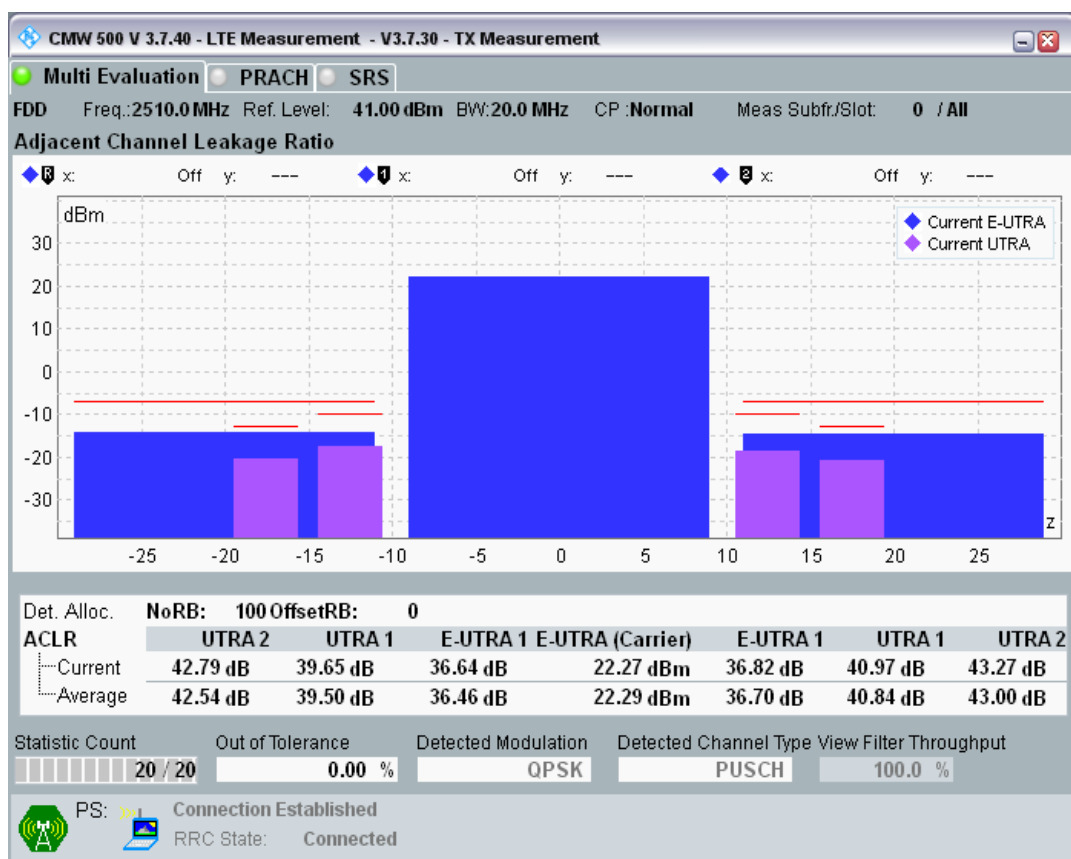 CMW 500 V 3.7.40 - LTE Measurement - V3.7.30 - TX Measurement
Multi Evaluation PRACH SRS
FDD Freq.:2510.0 MHz Ref. Level: 41.00 dBm BW:20.0 MHz CP :Normal Meas Subfr./Slot: 0 / All
Adjacent Channel Leakage Ratio
R x: Off y: --- 1 x: Off y: --- 2 x: Off y: ---
dBm
Current E-UTRA
Current UTRA
30
20
10
0
-10
-20
-30
z
-25 -20 -15 -10 -5 0 5 10 15 20 25
Det. Alloc. NoRB: 100 OffsetRB: 0
ACLR UTRA 2 UTRA 1 E-UTRA 1 E-UTRA (Carrier) E-UTRA 1 UTRA 1 UTRA 2
Current 42.79 dB 39.65 dB 36.64 dB 22.27 dBm 36.82 dB 40.97 dB 43.27 dB
Average 42.54 dB 39.50 dB 36.46 dB 22.29 dBm 36.70 dB 40.84 dB 43.00 dB
Statistic Count Out of Tolerance Detected Modulation Detected Channel Type View Filter Throughput
20 / 20 0.00 % QPSK PUSCH 100.0 %
PS: Connection Established
RRC State: Connected